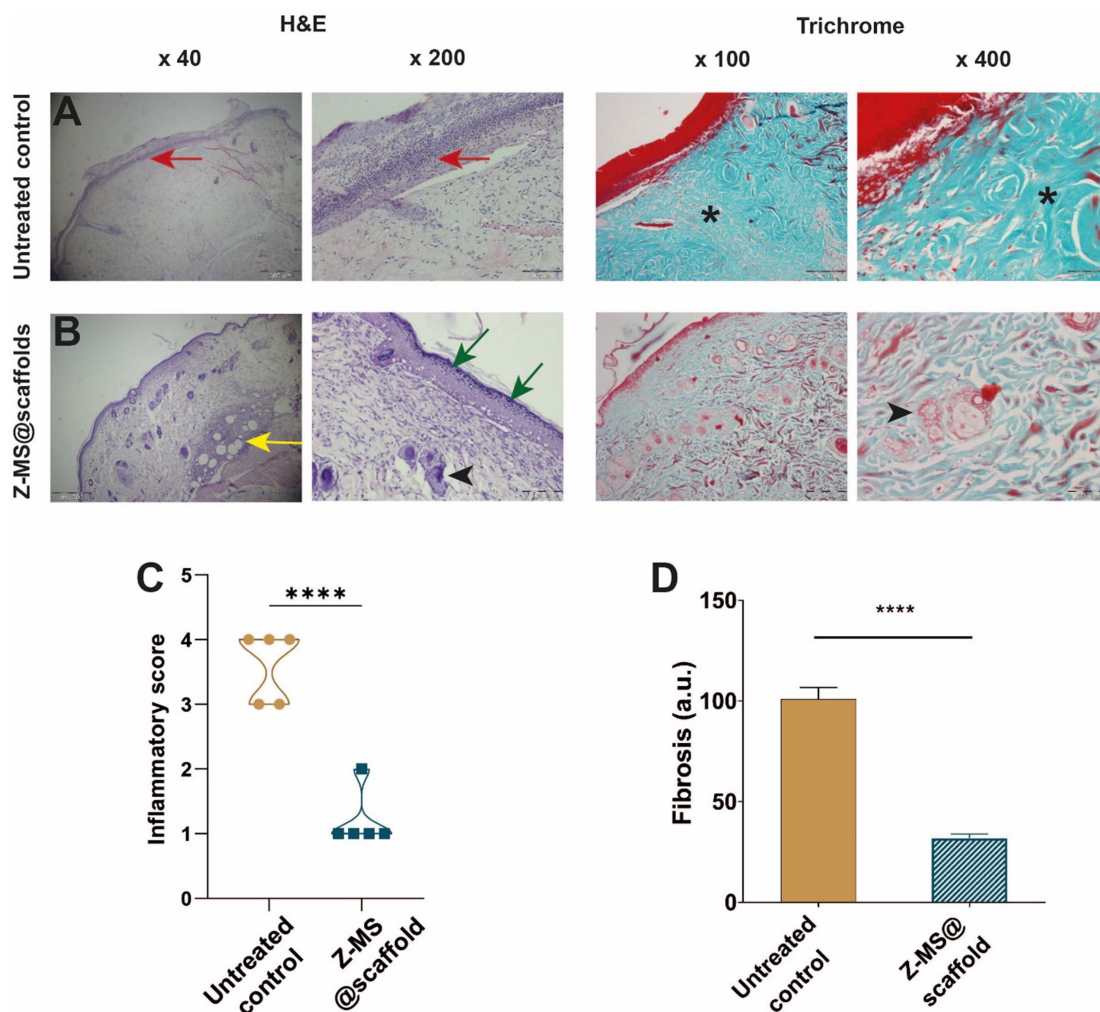 H&E
Trichrome
x 40
x 200
x 100
x 400
Untreated control
A
*
*
Z-MS@scaffolds
B
C
Inflammatory score
5
4
3
2
1
0
****
Untreated
control
Z-MS
@scaffold
D
Fibrosis (a.u.)
150
100
50
0
****
Untreated
control
Z-MS@
scaffold